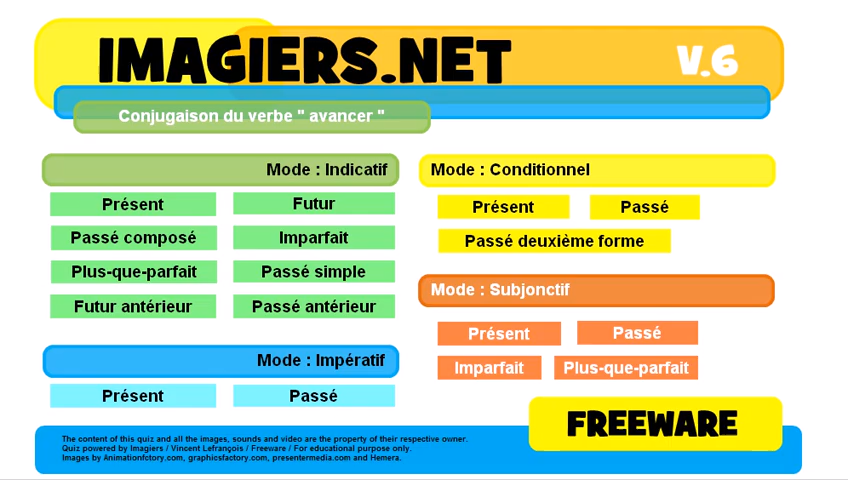 IMAGIERS.NET
V.6
Conjugaison du verbe " avancer "
Mode : Indicatif
Présent
Futur
Passé composé
Imparfait
Plus-que-parfait
Passé simple
Futur antérieur
Passé antérieur
Mode : Impératif
Présent
Passé
Mode : Conditionnel
Présent
Passé
Passé deuxième forme
Mode : Subjonctif
Présent
Passé
Imparfait
Plus-que-parfait
FREEWARE
The content of this quiz and all the images, sounds and video are the property of their respective owner.
Quiz powered by Imagiers / Vincent Lefrançois / Freeware / For educational purpose only.
Images by Animationfctory.com, graphicsfactory.com, presentermedia.com and Hemera.